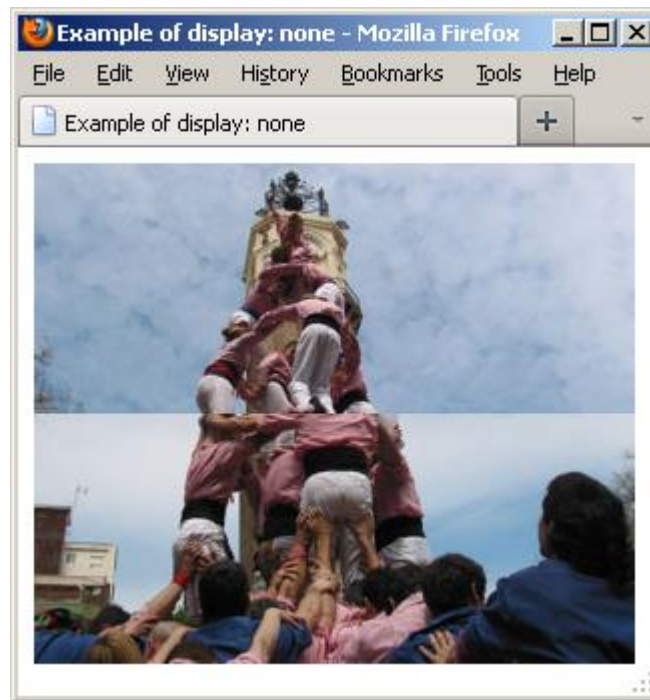 Example of display: none - Mozilla Firefox
File Edit View History Bookmarks Tools Help
Example of display: none